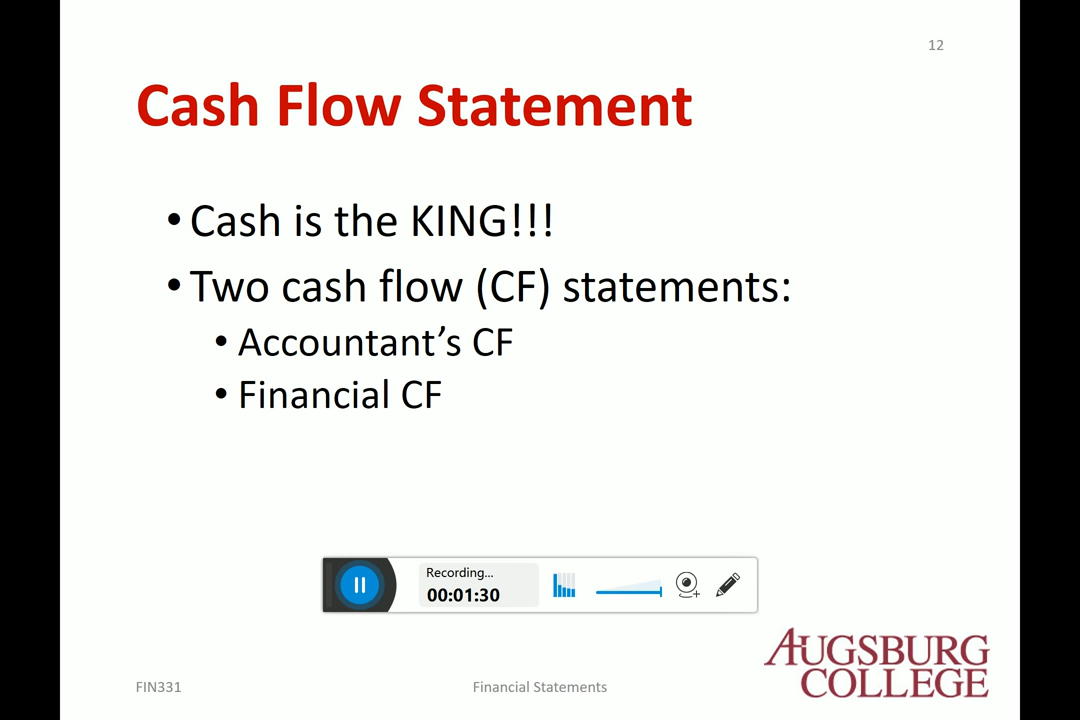 12
Cash Flow Statement
• Cash is the KING!!!
• Two cash flow (CF) statements:
• Accountant’s CF
• Financial CF
Recording...
00:01:30
AUGSBURG
COLLEGE
FIN331
Financial Statements